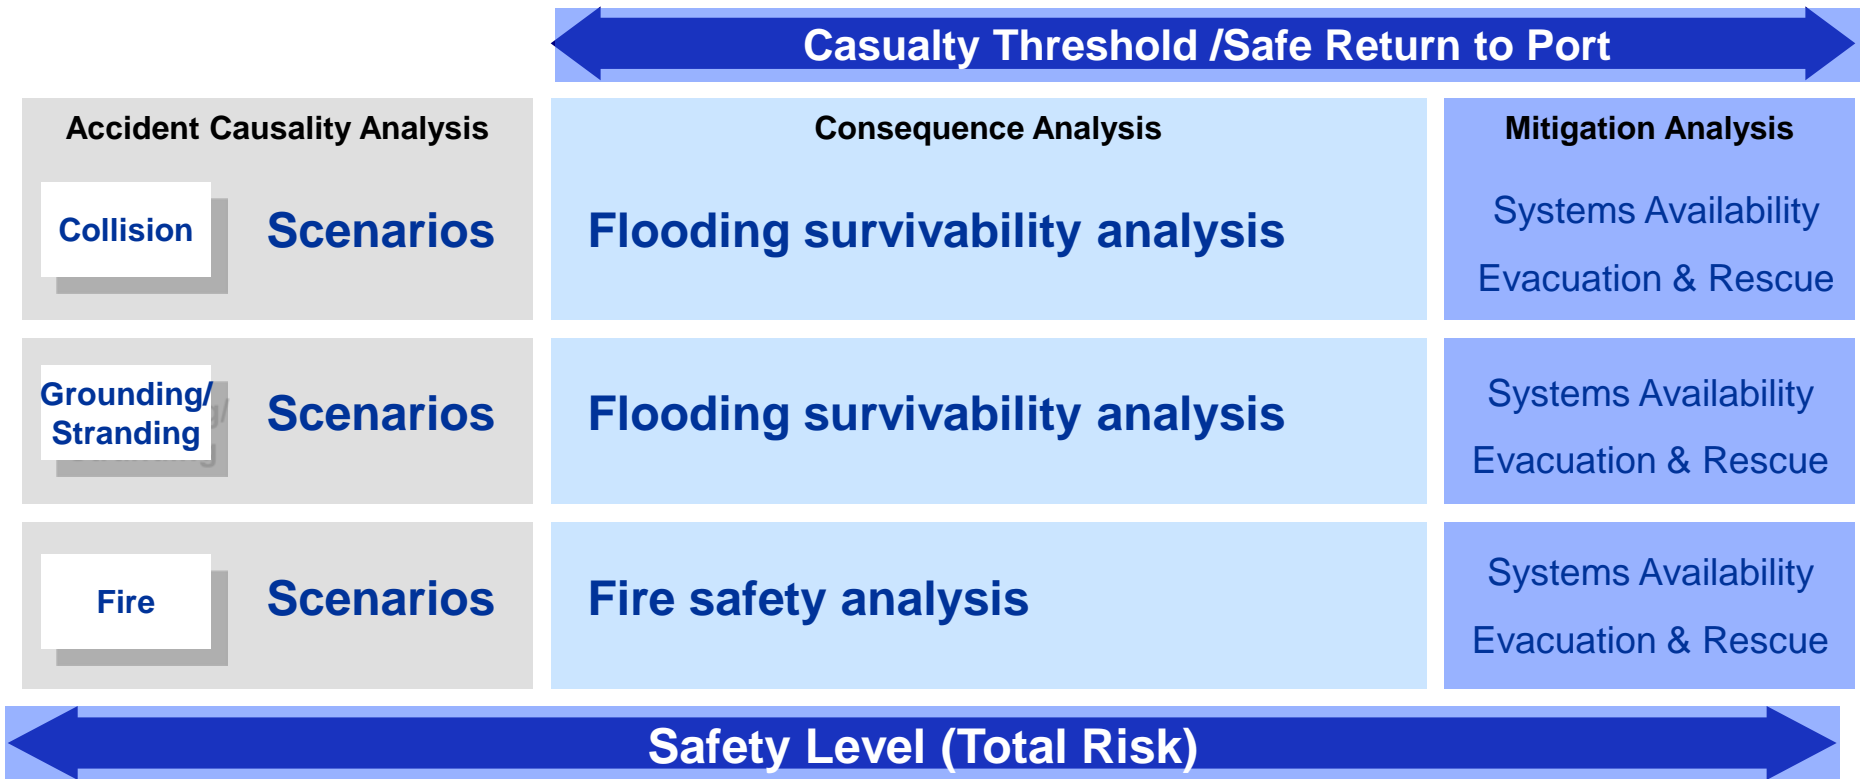 Casualty Threshold /Safe Return to Port
Accident Causality Analysis
Consequence Analysis
Mitigation Analysis
Collision
Scenarios
Flooding survivability analysis
Systems Availability
Evacuation & Rescue
Grounding/
Stranding
Scenarios
Flooding survivability analysis
Systems Availability
Evacuation & Rescue
Fire
Scenarios
Fire safety analysis
Systems Availability
Evacuation & Rescue
Safety Level (Total Risk)